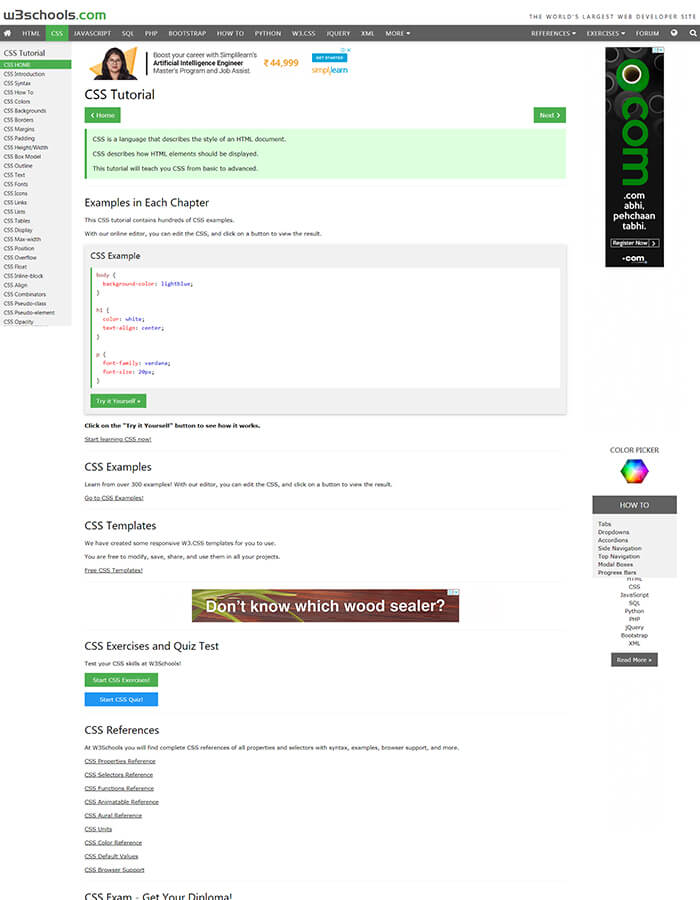 w3schools.com
THE WORLD'S LARGEST WEB DEVELOPER SITE
HTML CSS JAVASCRIPT SQL PHP BOOTSTRAP HOW TO PYTHON W3.CSS JQUERY XML MORE REFERENCES EXERCISES FORUM
CSS Tutorial
CSS HOME
CSS Introduction
CSS Syntax
CSS How To
CSS Colors
CSS Backgrounds
CSS Borders
CSS Margins
CSS Padding
CSS Height/Width
CSS Box Model
CSS Outline
CSS Text
CSS Fonts
CSS Icons
CSS Links
CSS Lists
CSS Tables
CSS Display
CSS Max-width
CSS Position
CSS Overflow
CSS Float
CSS Inline-block
CSS Align
CSS Combinators
CSS Pseudo-class
CSS Pseudo-element
CSS Opacity
Boost your career with Simplilearn's
Artificial Intelligence Engineer
Master's Program and Job Assist.
₹ 44,999
GET STARTED
simplilearn
CSS Tutorial
❮ Home
Next ❯
CSS is a language that describes the style of an HTML document.
CSS describes how HTML elements should be displayed.
This tutorial will teach you CSS from basic to advanced.
Examples in Each Chapter
This CSS tutorial contains hundreds of CSS examples.
With our online editor, you can edit the CSS, and click on a button to view the result.
CSS Example
body {
background-color: lightblue;
}
h1 {
color: white;
text-align: center;
}
p {
font-family: verdana;
font-size: 20px;
}
Try it Yourself »
Click on the "Try it Yourself" button to see how it works.
Start learning CSS now!
CSS Examples
Learn from over 300 examples! With our editor, you can edit the CSS, and click on a button to view the result.
Go to CSS Examples!
CSS Templates
We have created some responsive W3.CSS templates for you to use.
You are free to modify, save, share, and use them in all your projects.
Free CSS Templates!
Don't know which wood sealer?
CSS Exercises and Quiz Test
Test your CSS skills at W3Schools!
Start CSS Exercises!
Start CSS Quiz!
CSS References
At W3Schools you will find complete CSS references of all properties and selectors with syntax, examples, browser support, and more.
CSS Properties Reference
CSS Selectors Reference
CSS Functions Reference
CSS Animatable Reference
CSS Aural Reference
CSS Units
CSS Color Reference
CSS Default Values
CSS Browser Support
CSS Exam - Get Your Diploma!
.com
.com
abhi,
pehchaan
tabhi.
Register Now
.com
COLOR PICKER
HOW TO
Tabs
Dropdowns
Accordions
Side Navigation
Top Navigation
Modal Boxes
Progress Bars
HTML
CSS
JavaScript
SQL
Python
PHP
jQuery
Bootstrap
XML
Read More »